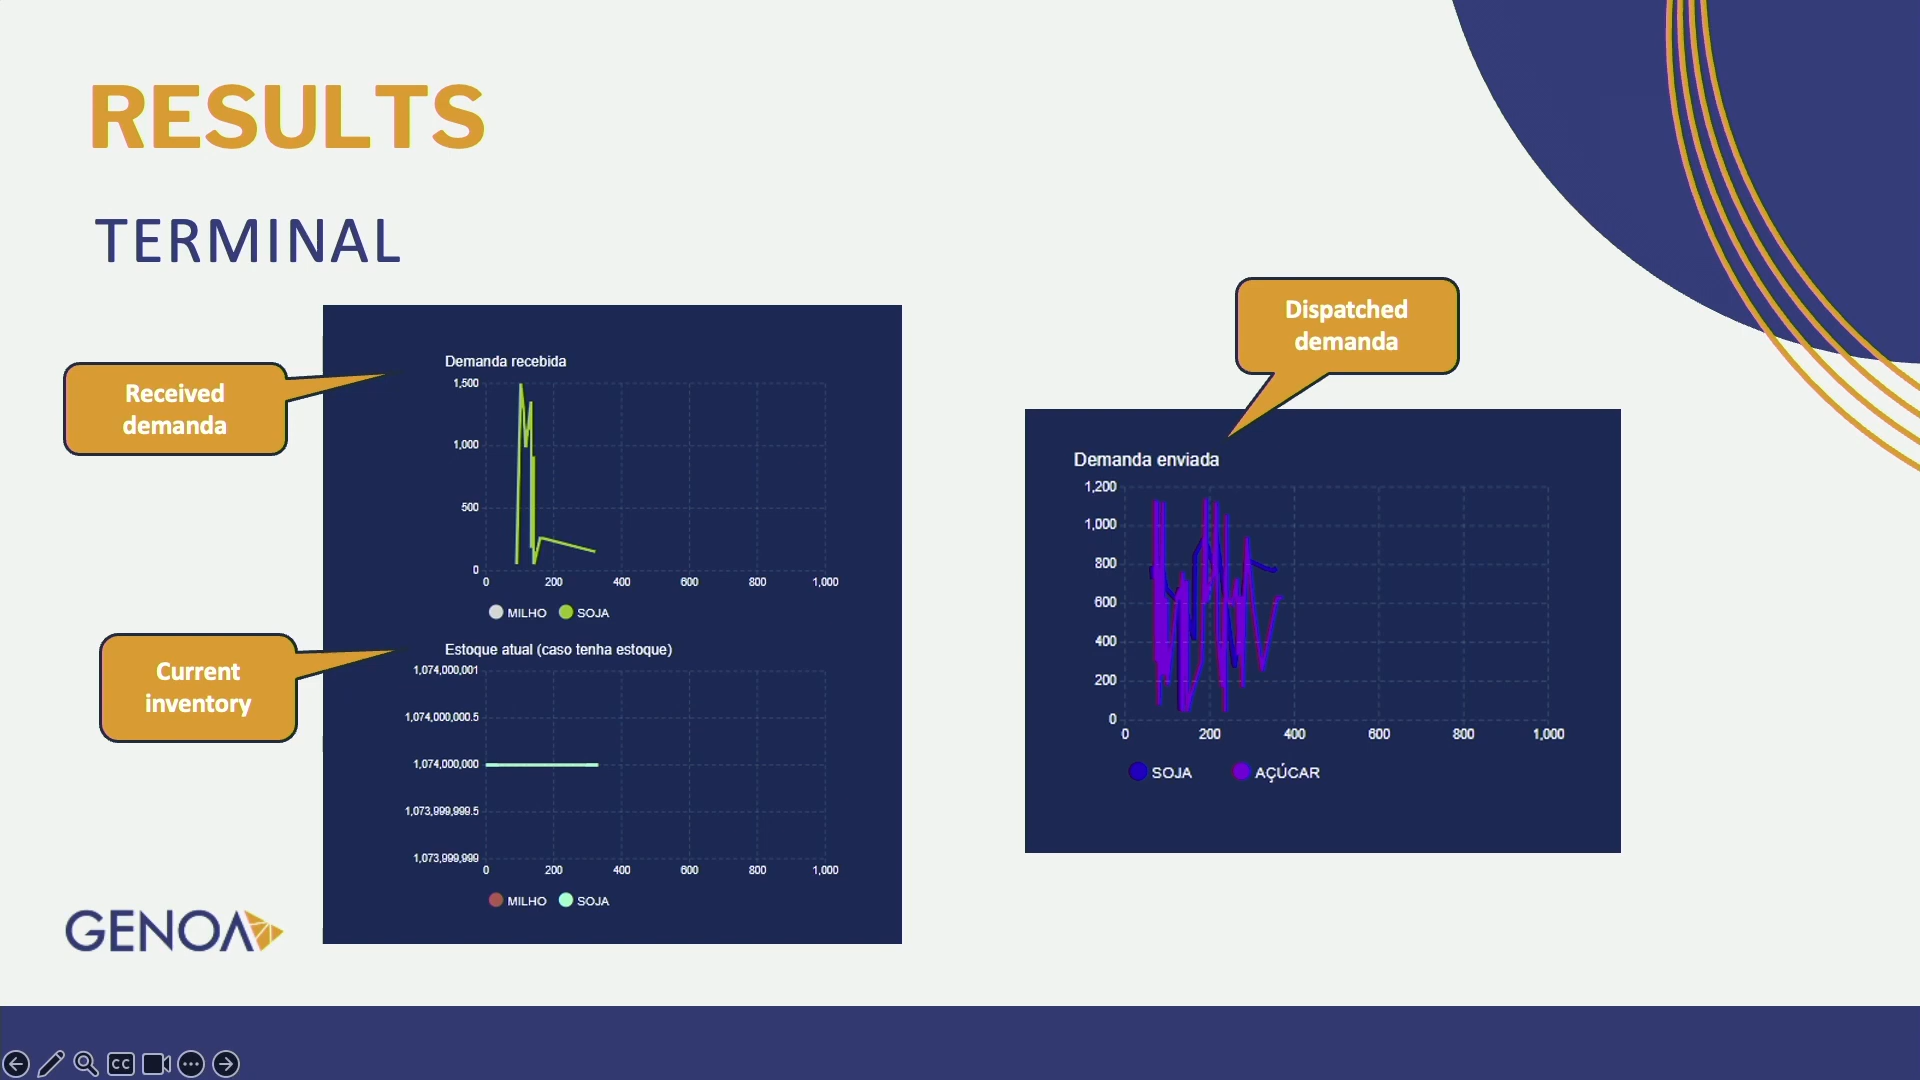 RESULTS
TERMINAL
Received
demanda
Demanda recebida
1,500
1,000
500
0
0 200 400 600 800 1,000
MILHO SOJA
Current
inventory
Estoque atual (caso tenha estoque)
1,074,000,001
1,074,000,000.5
1,074,000,000
1,073,999,999.5
1,073,999,999
0 200 400 600 800 1,000
MILHO SOJA
Dispatched
demanda
Demanda enviada
1,200
1,000
800
600
400
200
0
0 200 400 600 800 1,000
SOJA AÇÚCAR
GENOA
CC